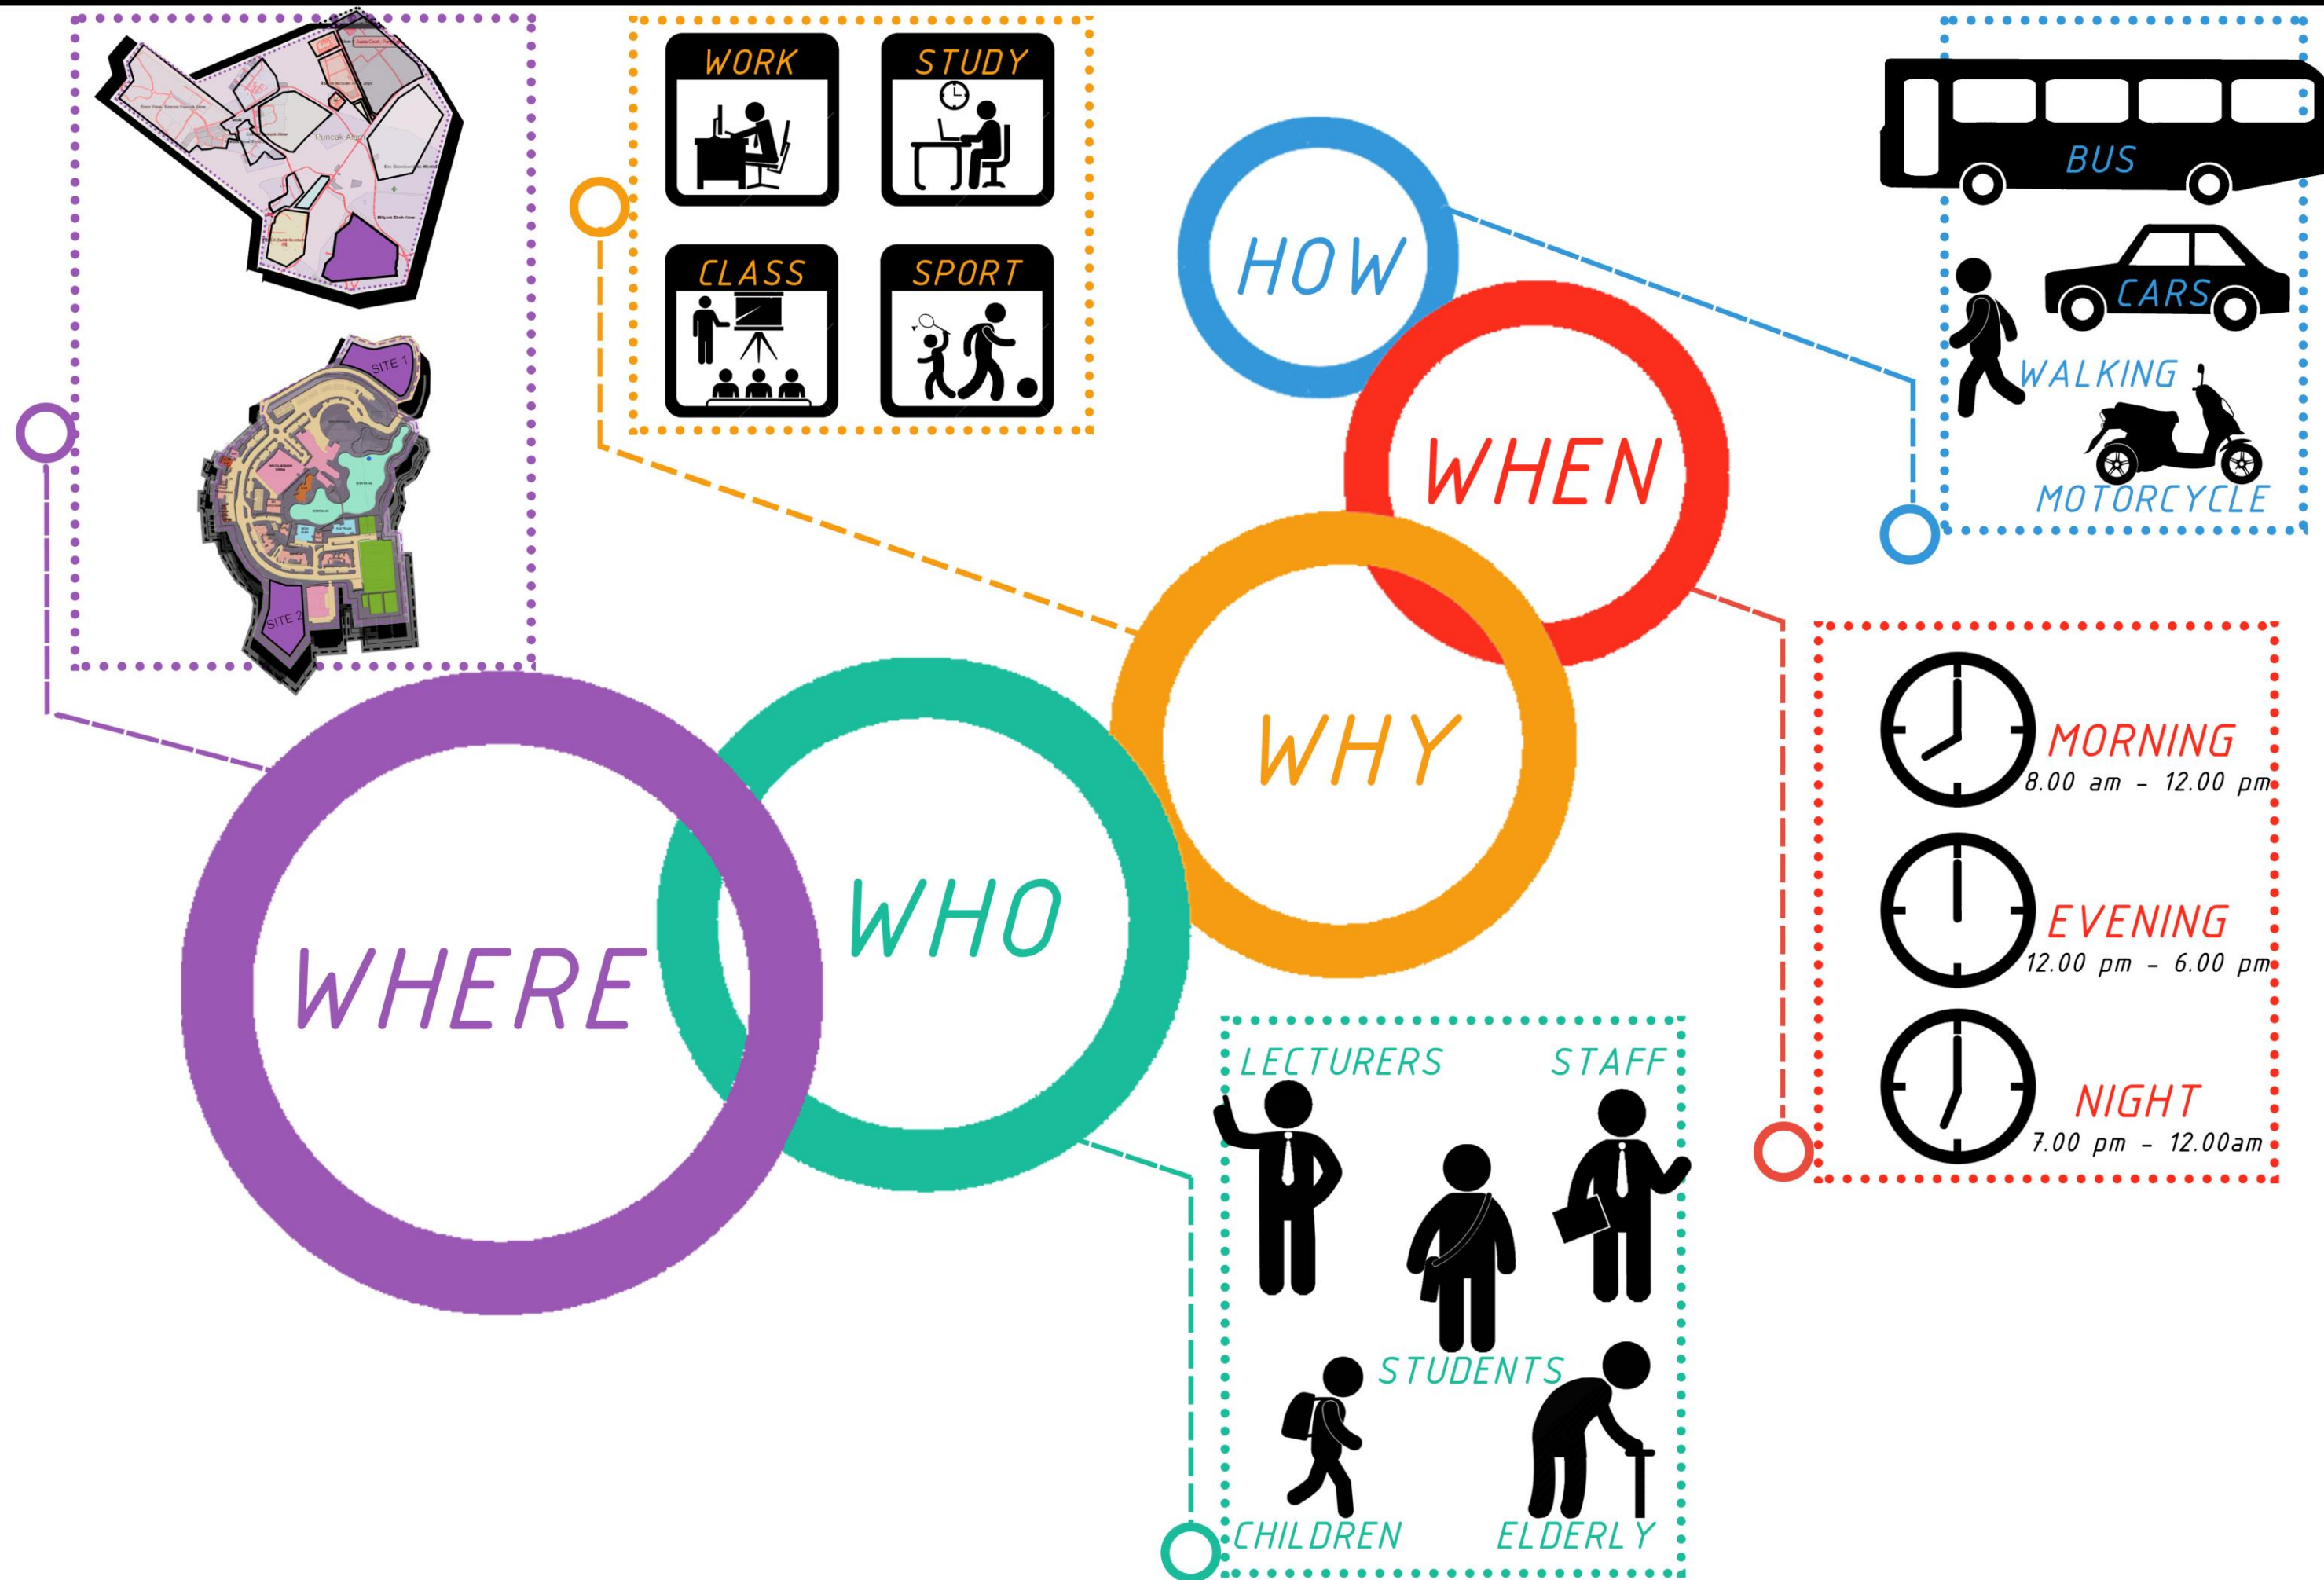 Puncak Alam
SITE 1
SITE 2
WORK
STUDY
CLASS
SPORT
HOW
WHEN
WHY
WHO
WHERE
BUS
CARS
WALKING
MOTORCYCLE
MORNING
8.00 am - 12.00 pm
EVENING
12.00 pm - 6.00 pm
NIGHT
7.00 pm - 12.00am
LECTURERS
STAFF
STUDENTS
CHILDREN
ELDERLY